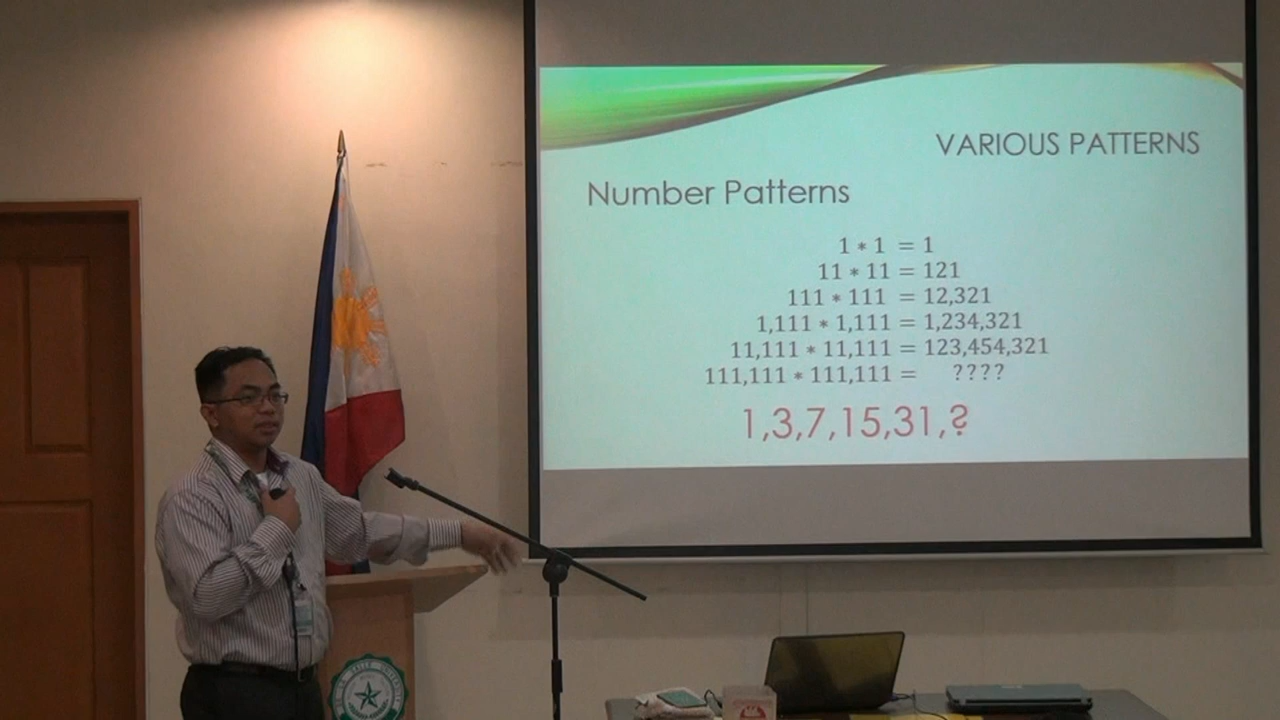 VARIOUS PATTERNS
Number Patterns
1 * 1 = 1
11 * 11 = 121
111 * 111 = 12,321
1,111 * 1,111 = 1,234,321
11,111 * 11,111 = 123,454,321
111,111 * 111,111 = ????
1,3,7,15,31,?